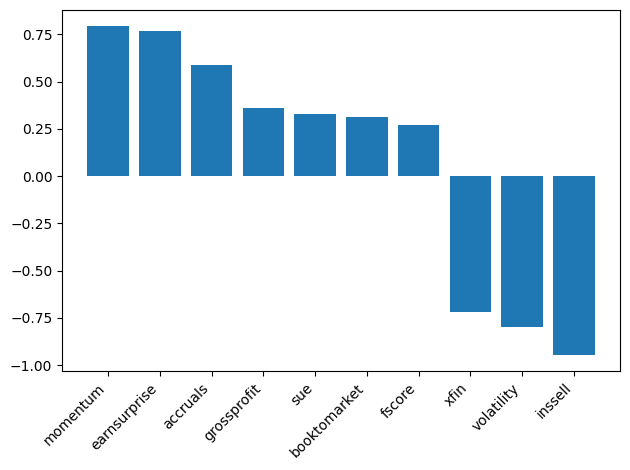 0.75
0.50
0.25
0.00
−0.25
−0.50
−0.75
−1.00
momentum
earnsurprise
accruals
grossprofit
sue
booktomarket
fscore
xfin
volatility
inssell